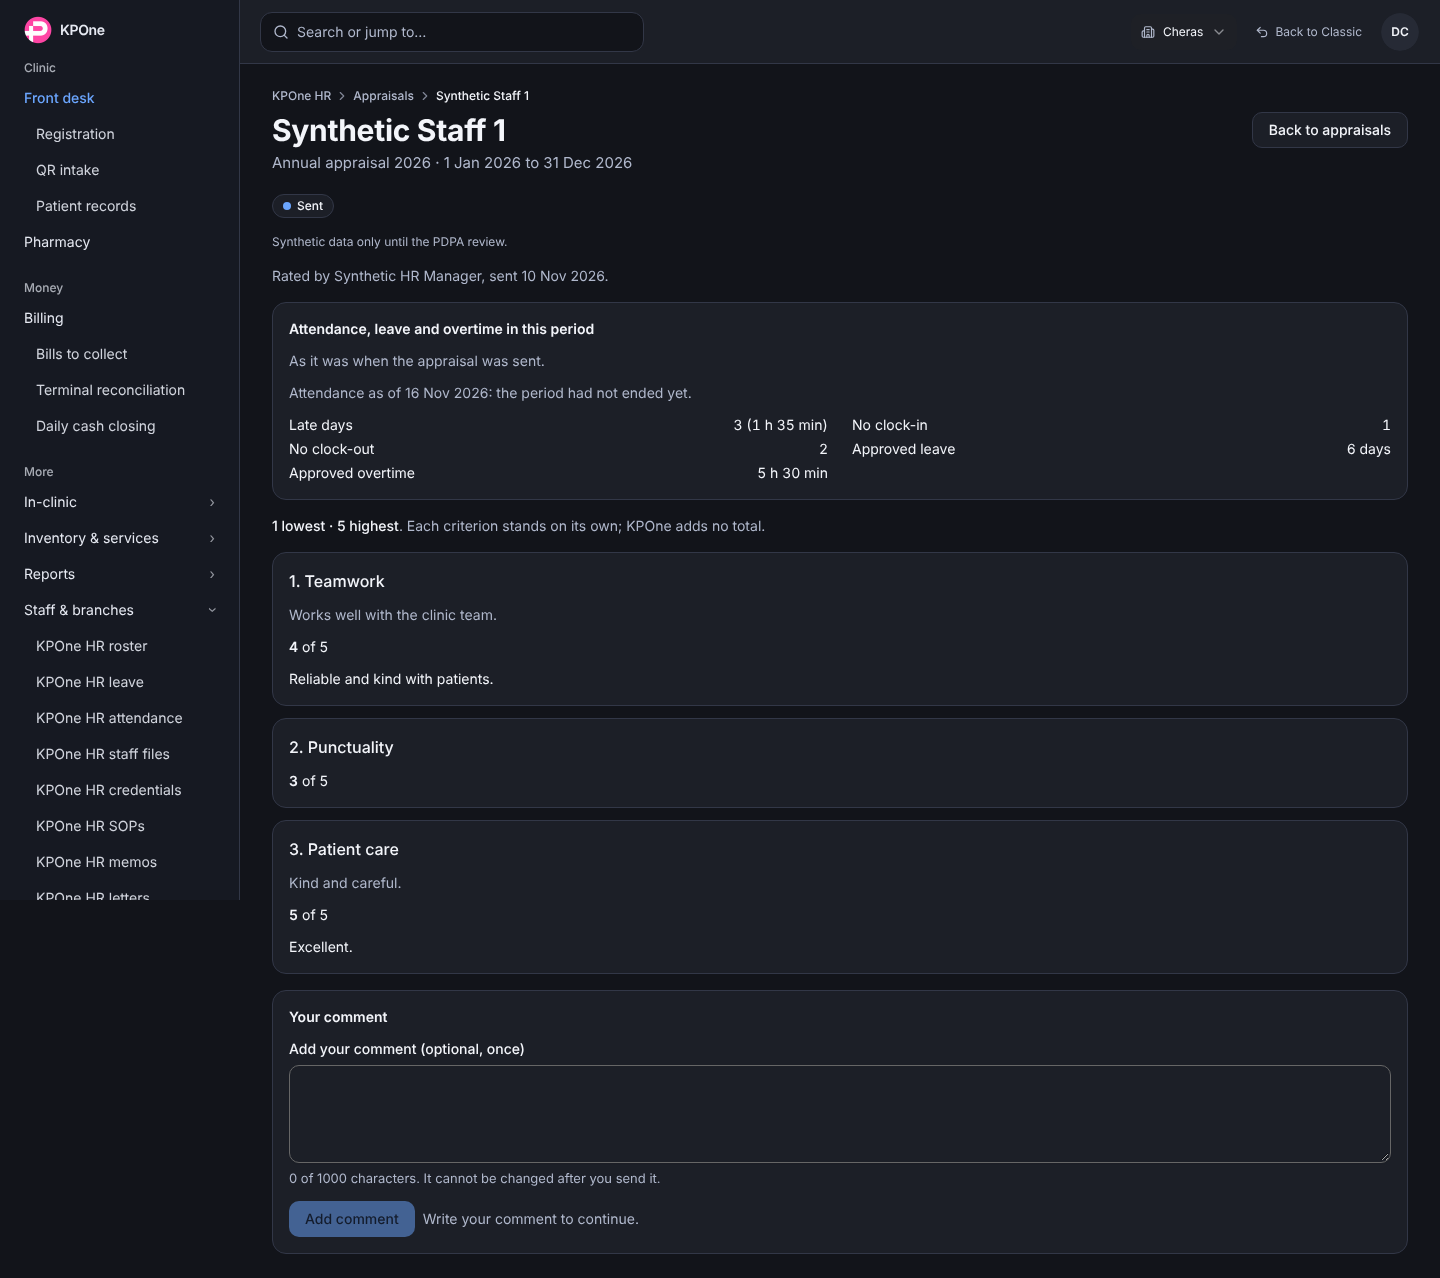 KPOne
Clinic
Front desk
Registration
QR intake
Patient records
Pharmacy
Money
Billing
Bills to collect
Terminal reconciliation
Daily cash closing
More
In-clinic
Inventory & services
Reports
Staff & branches
KPOne HR roster
KPOne HR leave
KPOne HR attendance
KPOne HR staff files
KPOne HR credentials
KPOne HR SOPs
KPOne HR memos
KPOne HR letters
Search or jump to...
Cheras
Back to Classic
DC
KPOne HR > Appraisals > Synthetic Staff 1
Synthetic Staff 1
Back to appraisals
Annual appraisal 2026 · 1 Jan 2026 to 31 Dec 2026
Sent
Synthetic data only until the PDPA review.
Rated by Synthetic HR Manager, sent 10 Nov 2026.
Attendance, leave and overtime in this period
As it was when the appraisal was sent.
Attendance as of 16 Nov 2026: the period had not ended yet.
Late days 3 (1 h 35 min) No clock-in 1
No clock-out 2 Approved leave 6 days
Approved overtime 5 h 30 min
1 lowest · 5 highest. Each criterion stands on its own; KPOne adds no total.
1. Teamwork
Works well with the clinic team.
4 of 5
Reliable and kind with patients.
2. Punctuality
3 of 5
3. Patient care
Kind and careful.
5 of 5
Excellent.
Your comment
Add your comment (optional, once)
0 of 1000 characters. It cannot be changed after you send it.
Add comment Write your comment to continue.